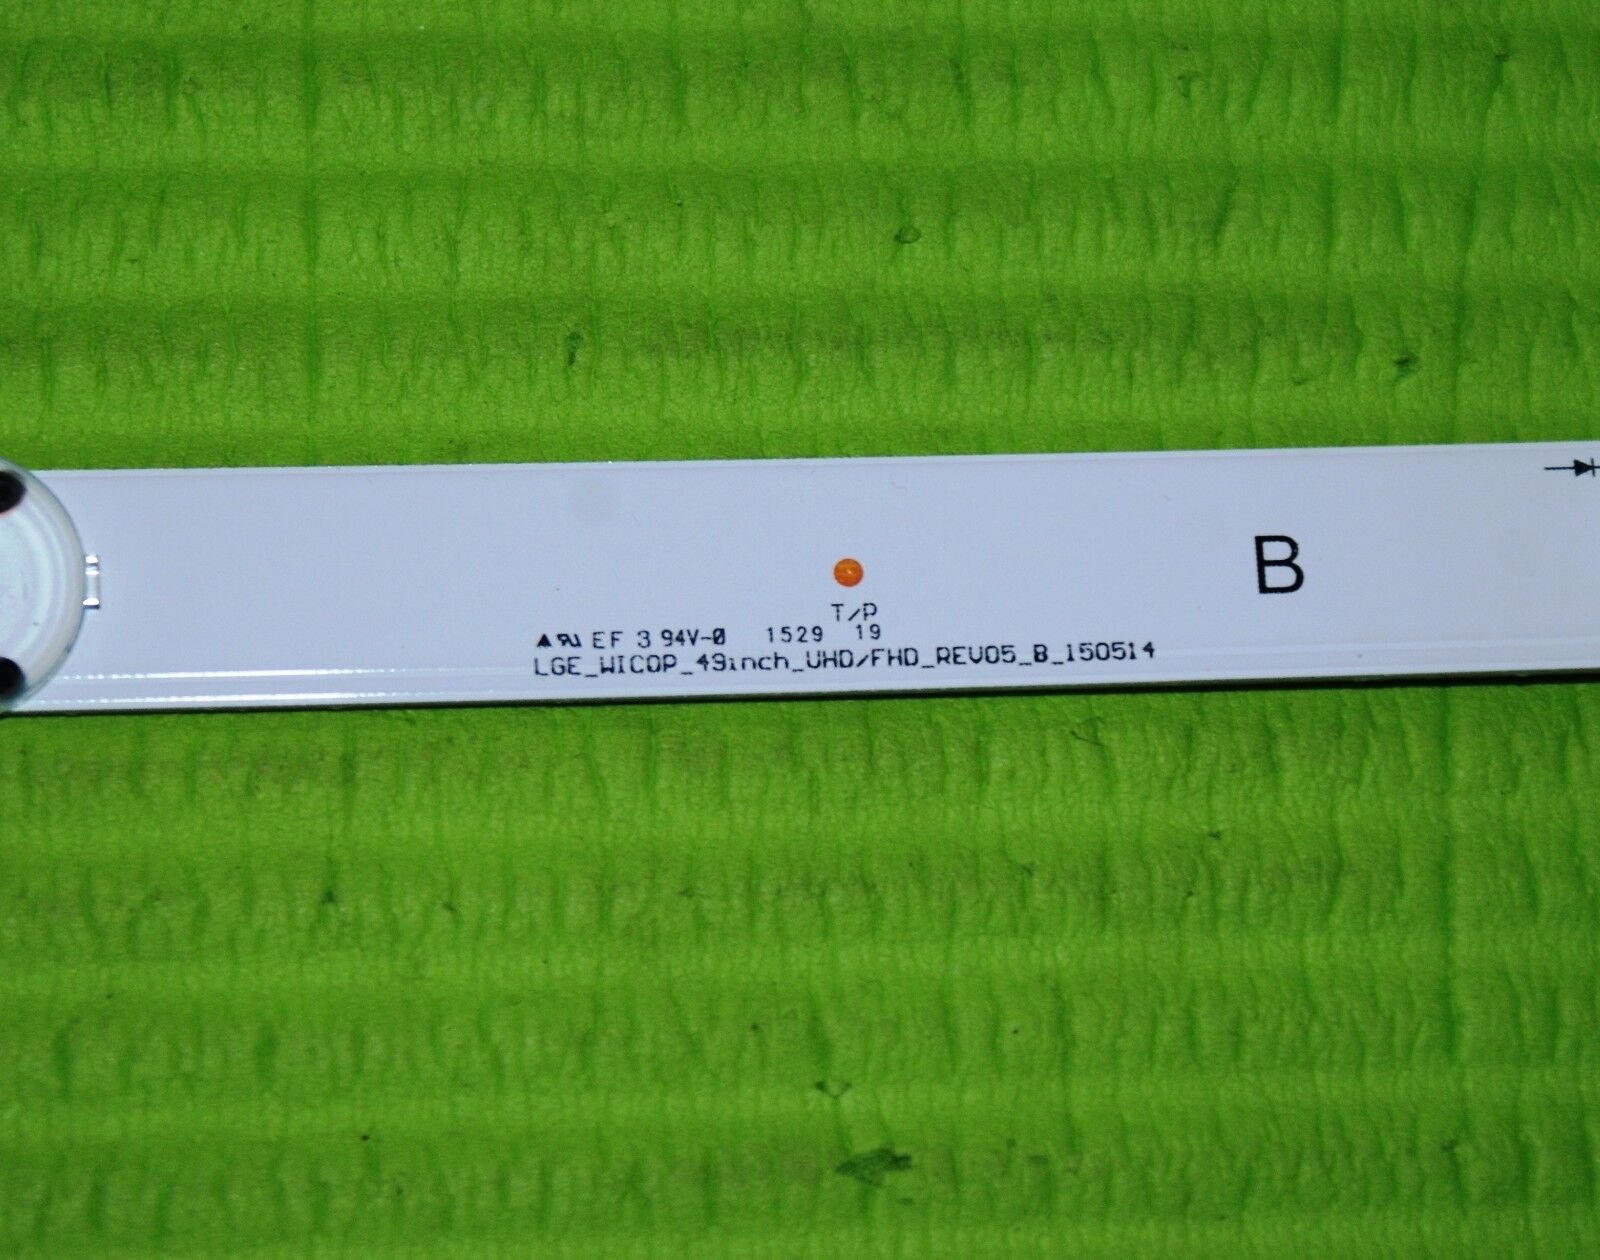 B
T/P
EF 3 94V-0 1529 19
LGE_WICOP_49inch_UHD/FHD_REV05_B_150514